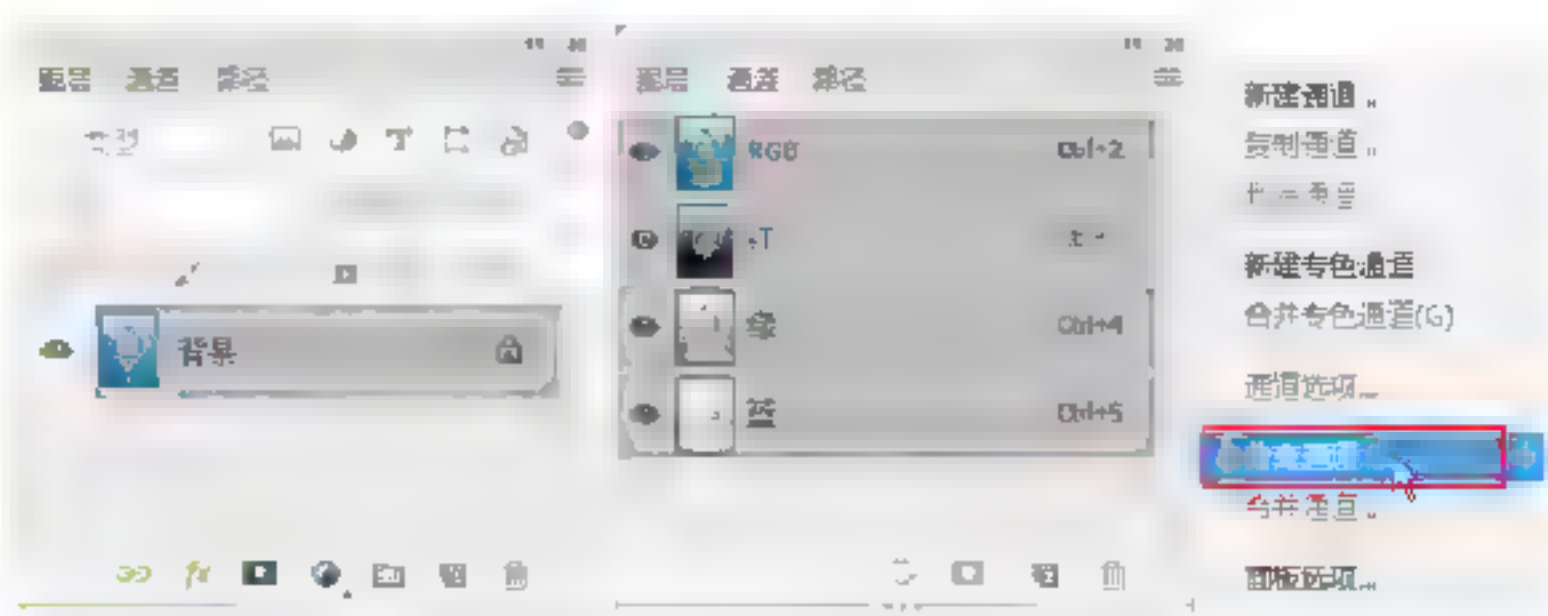 图层 通道 路径
背景
图层 通道 路径
RGB Ctrl+2
绿 Ctrl+4
蓝 Ctrl+5
新建通道...
复制通道...
新建专色通道
合并专色通道(G)
通道选项...
合并通道...
面板选项...